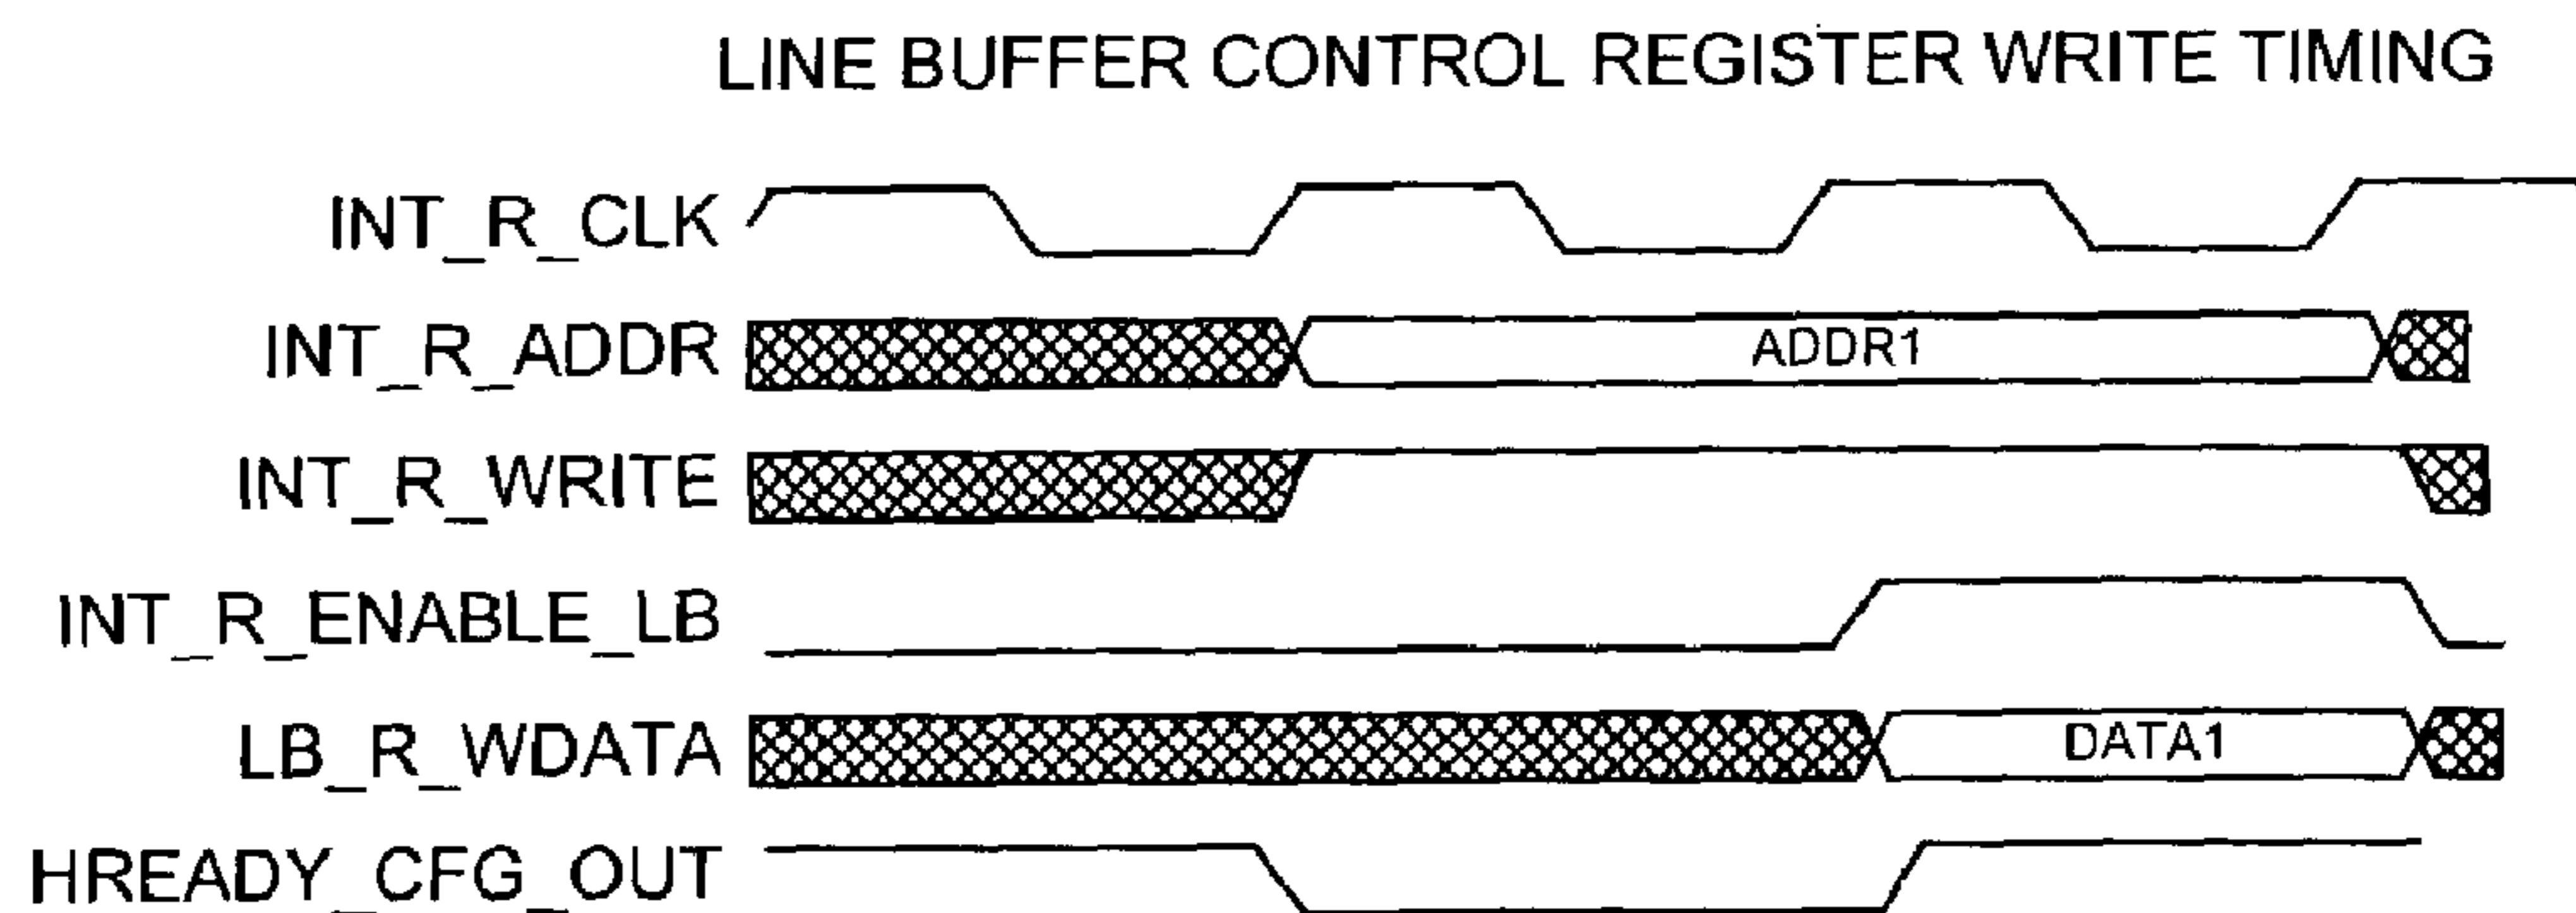 LINE BUFFER CONTROL REGISTER WRITE TIMING
INT_R_CLK
INT_R_ADDR
ADDR1
INT_R_WRITE
INT_R_ENABLE_LB
LB_R_WDATA
DATA1
HREADY_CFG_OUT